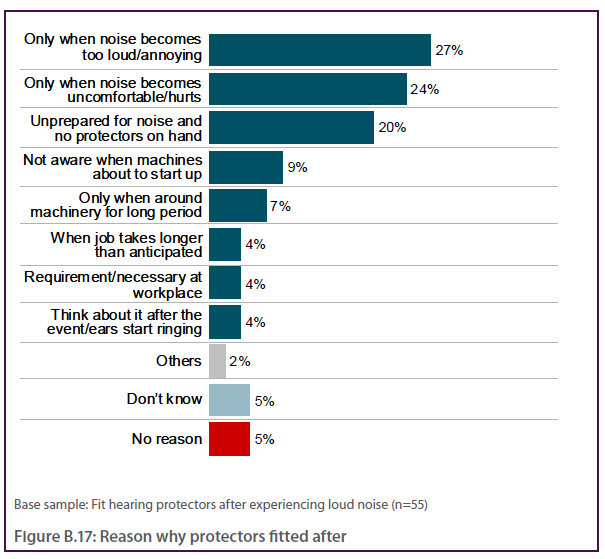 Only when noise becomes
too loud/annoying
27%
Only when noise becomes
uncomfortable/hurts
24%
Unprepared for noise and
no protectors on hand
20%
Not aware when machines
about to start up
9%
Only when around
machinery for long period
7%
When job takes longer
than anticipated
4%
Requirement/necessary at
workplace
4%
Think about it after the
event/ears start ringing
4%
Others
2%
Don't know
5%
No reason
5%
Base sample: Fit hearing protectors after experiencing loud noise (n=55)
Figure B.17: Reason why protectors fitted after